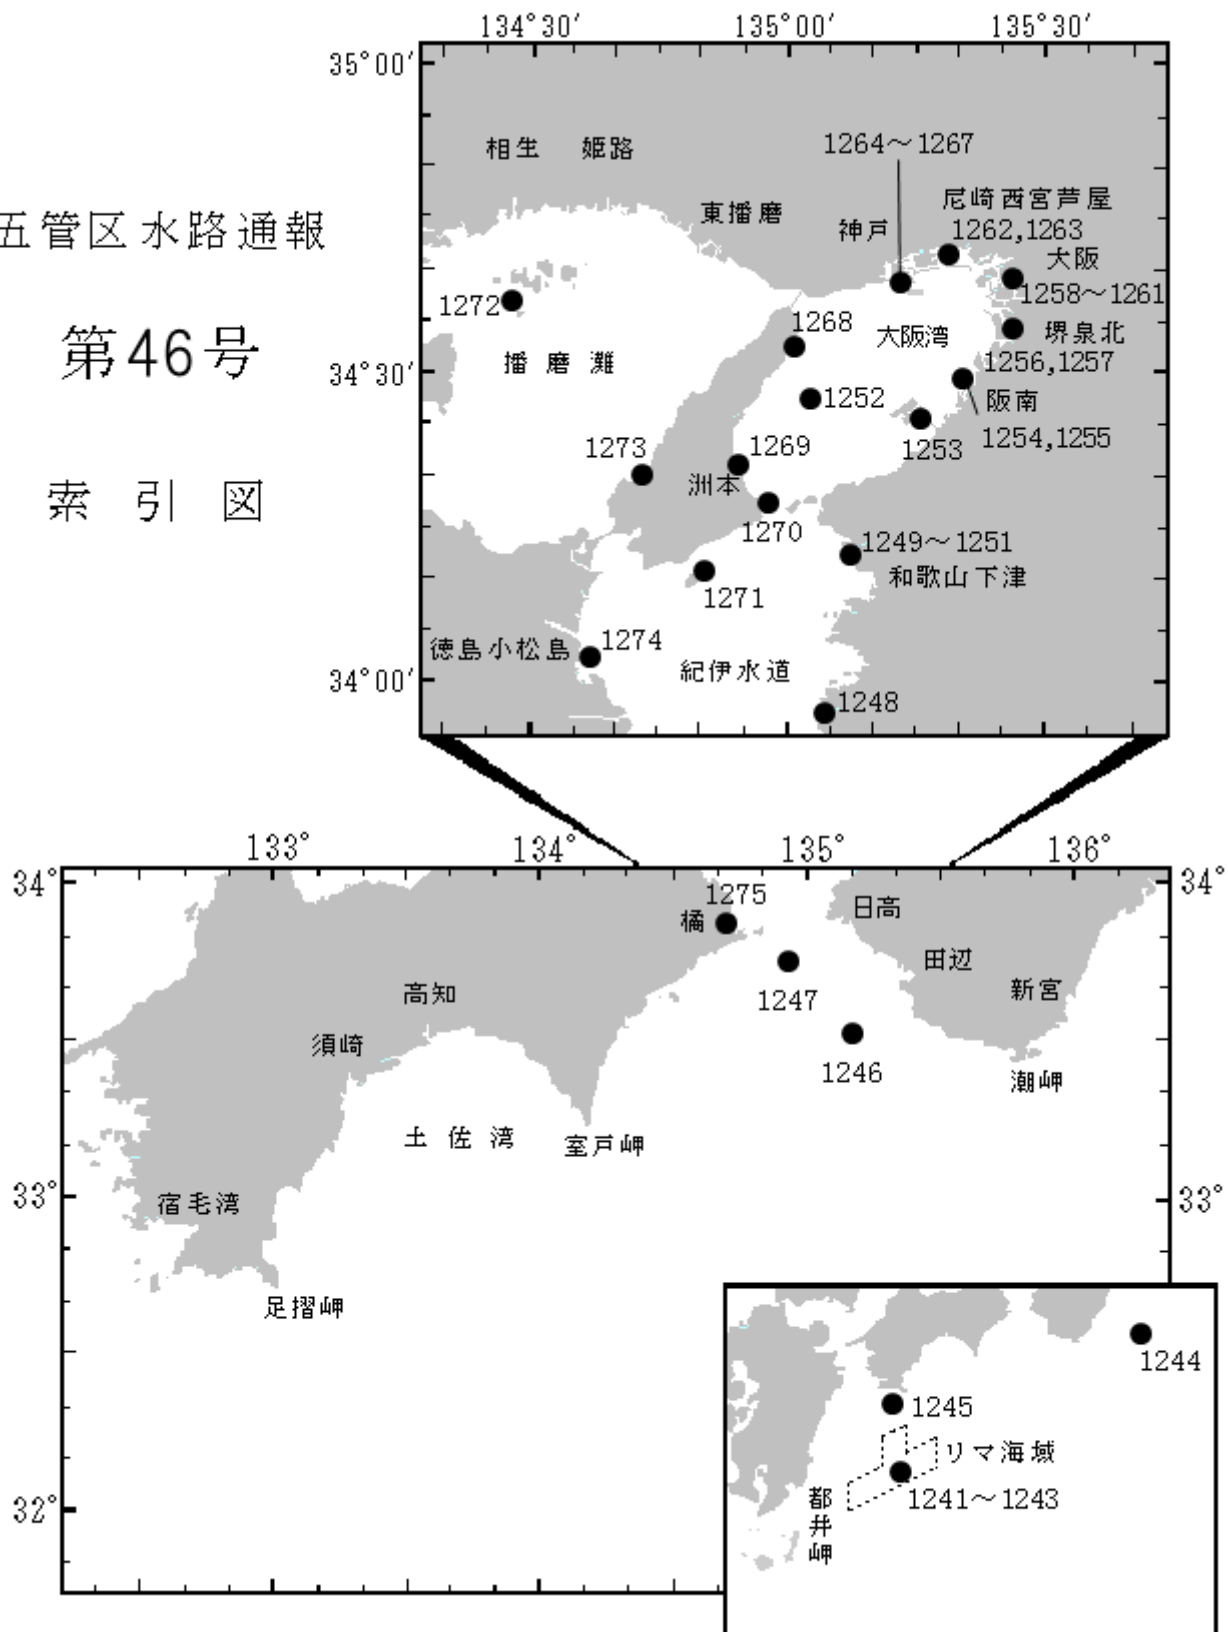 五管区水路通報
第46号
索引図
134°30′ 135°00′ 135°30′
35°00′
34°30′
34°00′
相生 姫路
1264～1267
東播磨
神戸
尼崎西宮芦屋
1262,1263
大阪
1258～1261
1272
1268
大阪湾
堺泉北
1256,1257
播磨灘
1252
阪南
1254,1255
1253
1273
1269
洲本
1270
1249～1251
和歌山下津
1271
1274
徳島小松島
紀伊水道
1248
133° 134° 135° 136°
34° 34°
1275
橘
日高
田辺
新宮
1247
高知
須崎
1246
潮岬
土佐湾
室戸岬
33° 33°
宿毛湾
足摺岬
32°
1244
1245
リマ海域
1241～1243
都井岬